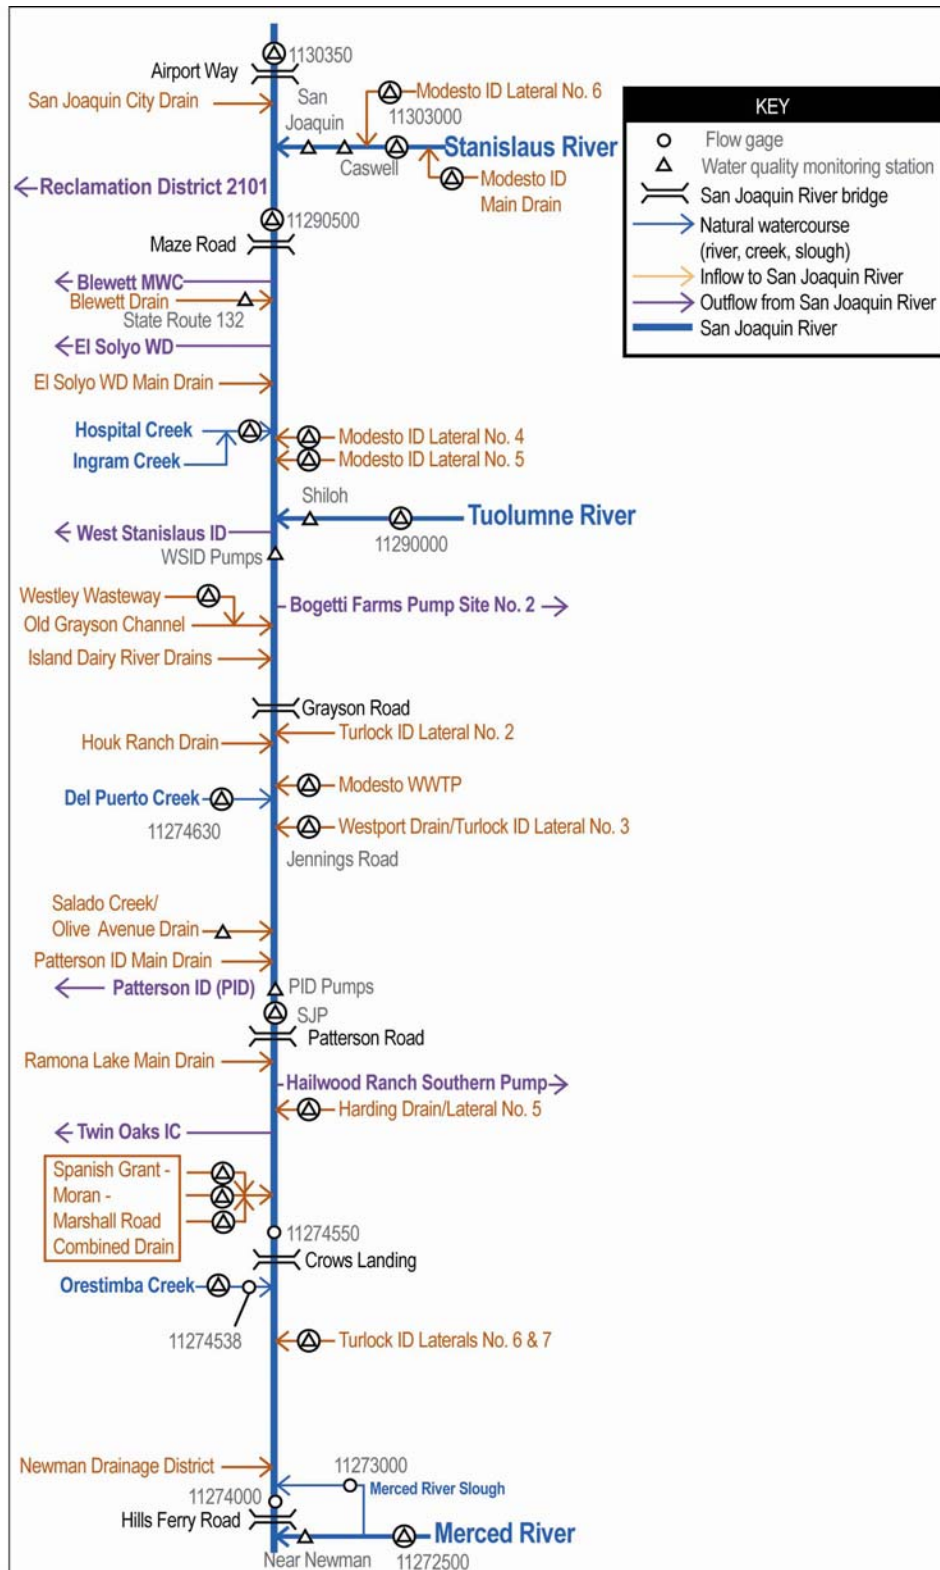 1130350
Airport Way
San Joaquin City Drain
San
Joaquin
Modesto ID Lateral No. 6
11303000
Stanislaus River
Caswell
Modesto ID
Main Drain
Reclamation District 2101
11290500
Maze Road
Blewett MWC
Blewett Drain
State Route 132
El Solyo WD
El Solyo WD Main Drain
Hospital Creek
Ingram Creek
Modesto ID Lateral No. 4
Modesto ID Lateral No. 5
Shiloh
Tuolumne River
11290000
West Stanislaus ID
WSID Pumps
Westley Wasteway
Old Grayson Channel
Bogetti Farms Pump Site No. 2
Island Dairy River Drains
Grayson Road
Turlock ID Lateral No. 2
Houk Ranch Drain
Modesto WWTP
Del Puerto Creek
11274630
Westport Drain/Turlock ID Lateral No. 3
Jennings Road
Salado Creek/
Olive Avenue Drain
Patterson ID Main Drain
Patterson ID (PID)
PID Pumps
SJP
Patterson Road
Ramona Lake Main Drain
Hailwood Ranch Southern Pump
Harding Drain/Lateral No. 5
Twin Oaks IC
Spanish Grant -
Moran -
Marshall Road
Combined Drain
11274550
Crows Landing
Orestimba Creek
11274538
Turlock ID Laterals No. 6 & 7
Newman Drainage District
11273000
Merced River Slough
11274000
Hills Ferry Road
Merced River
Near Newman
11272500
KEY
Flow gage
Water quality monitoring station
San Joaquin River bridge
Natural watercourse
(river, creek, slough)
Inflow to San Joaquin River
Outflow from San Joaquin River
San Joaquin River